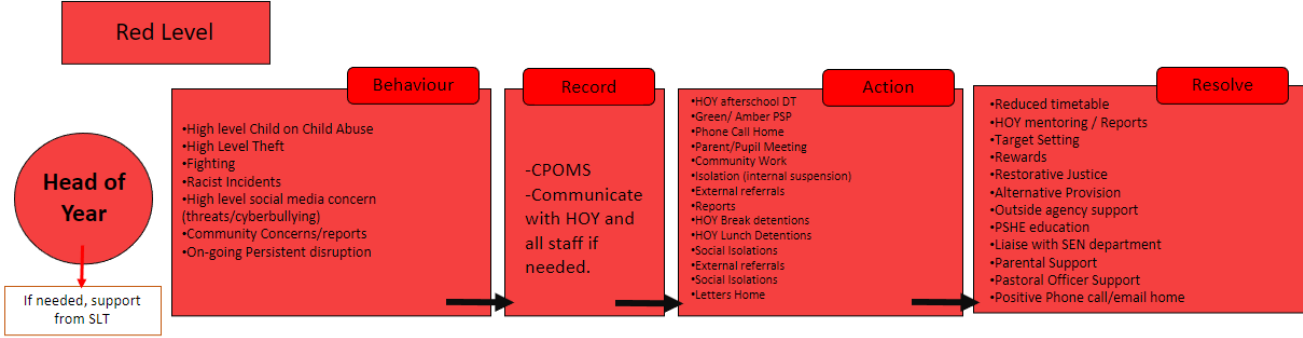 Red Level
Head of
Year
If needed, support
from SLT
Behaviour
•High level Child on Child Abuse
•High Level Theft
•Fighting
•Racist Incidents
•High level social media concern
(threats/cyberbullying)
•Community Concerns/reports
•On-going Persistent disruption
Record
-CPOMS
-Communicate
with HOY and
all staff if
needed.
Action
•HOY afterschool DT
•Green/ Amber PSP
•Phone Call Home
•Parent/Pupil Meeting
•Community Work
•Isolation (internal suspension)
•External referrals
•Reports
•HOY Break detentions
•HOY Lunch Detentions
•Social Isolations
•External referrals
•Social Isolations
•Letters Home
Resolve
•Reduced timetable
•HOY mentoring / Reports
•Target Setting
•Rewards
•Restorative Justice
•Alternative Provision
•Outside agency support
•PSHE education
•Liaise with SEN department
•Parental Support
•Pastoral Officer Support
•Positive Phone call/email home